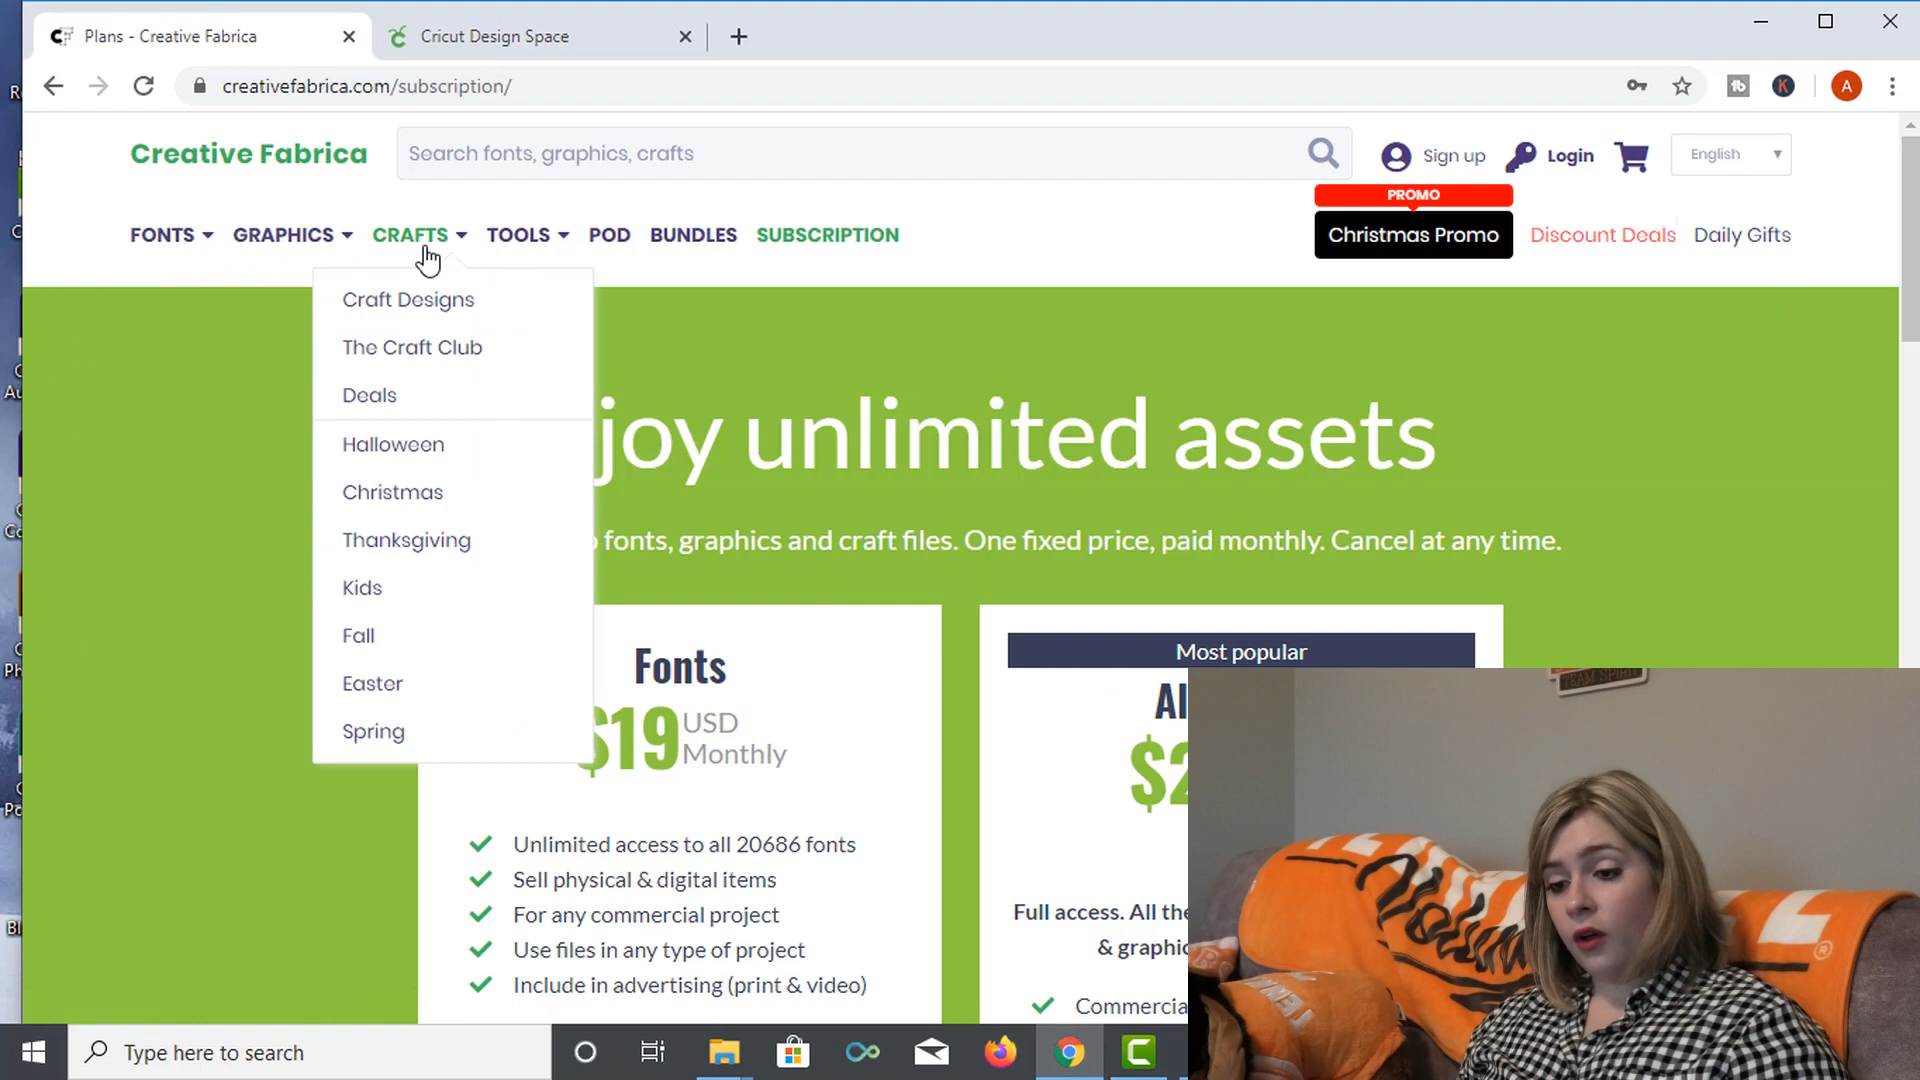 Plans - Creative Fabrica
Cricut Design Space
creativefabrica.com/subscription/
A
Creative Fabrica
Search fonts, graphics, crafts
Sign up
Login
English
PROMO
FONTS
GRAPHICS
CRAFTS
TOOLS
POD
BUNDLES
SUBSCRIPTION
Christmas Promo
Discount Deals
Daily Gifts
Craft Designs
The Craft Club
Deals
Halloween
Christmas
Thanksgiving
Kids
Fall
Easter
Spring
joy unlimited assets
fonts, graphics and craft files. One fixed price, paid monthly. Cancel at any time.
Fonts
$19
USD
Monthly
Unlimited access to all 20686 fonts
Sell physical & digital items
For any commercial project
Use files in any type of project
Include in advertising (print & video)
Most popular
Al
$2
Full access. All the
& graphic
Commercia
TEAM SPIRIT
Type here to search